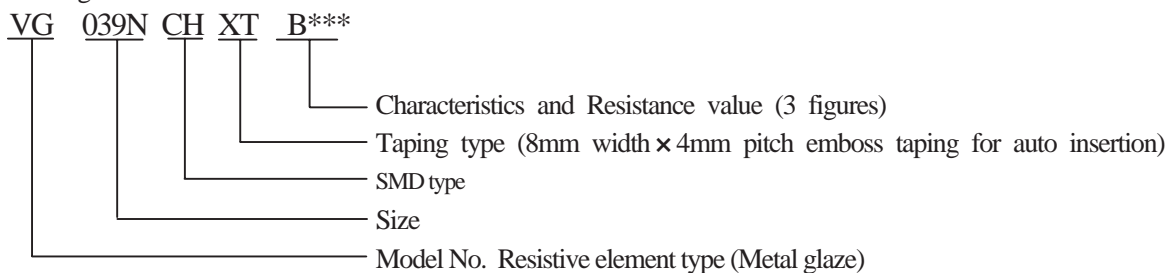 VG 039N CH XT B***
Characteristics and Resistance value (3 figures)
Taping type (8mm width × 4mm pitch emboss taping for auto insertion)
SMD type
Size
Model No. Resistive element type (Metal glaze)